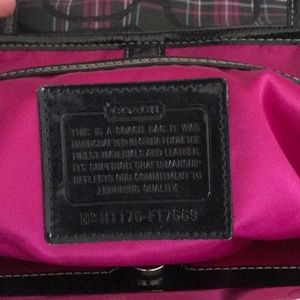 COACH
THIS IS A COACH BAG. IT WAS
HANDCRAFTED IN CHINA FROM THE
FINEST MATERIALS AND LEATHER.
ITS SUPERIOR CRAFTSMANSHIP
REFLECTS OUR COMMITMENT TO
ENDURING QUALITY.
Nº H1176-F17669